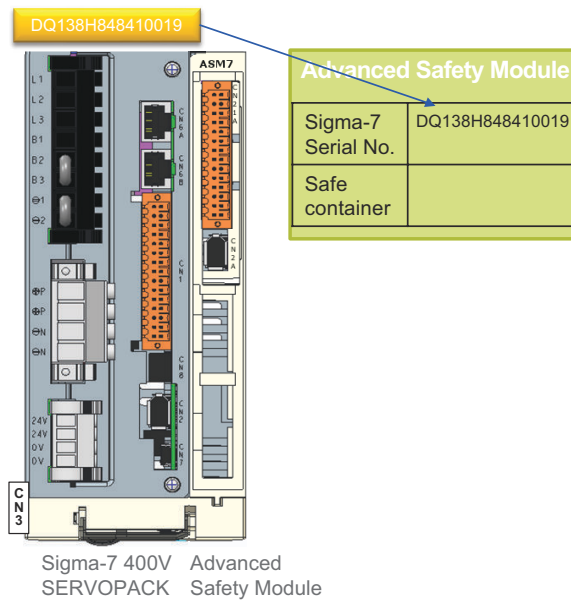 DQ138H848410019
ASM7
Advanced Safety Module
Sigma-7
Serial No.
DQ138H848410019
Safe
container
L1
L2
L3
B1
B2
B3
⊖1
⊖2
⊕P
⊕P
⊖N
⊖N
24V
24V
0V
0V
CN6A
CN6B
CN1
CN8
CN2
CN7
CN21A
CN2A
CN3
Sigma-7 400V
SERVOPACK
Advanced
Safety Module